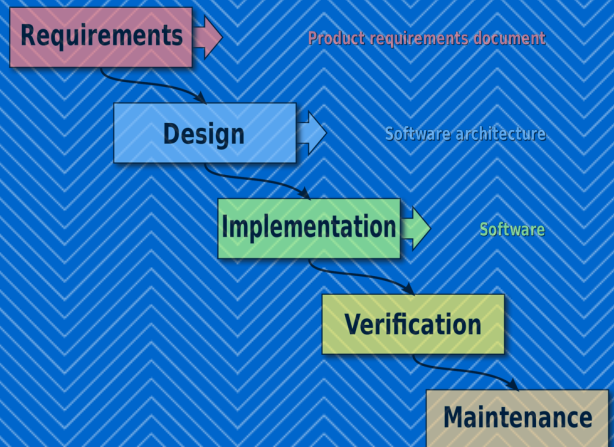 Requirements
Product requirements document
Design
Software architecture
Implementation
Software
Verification
Maintenance